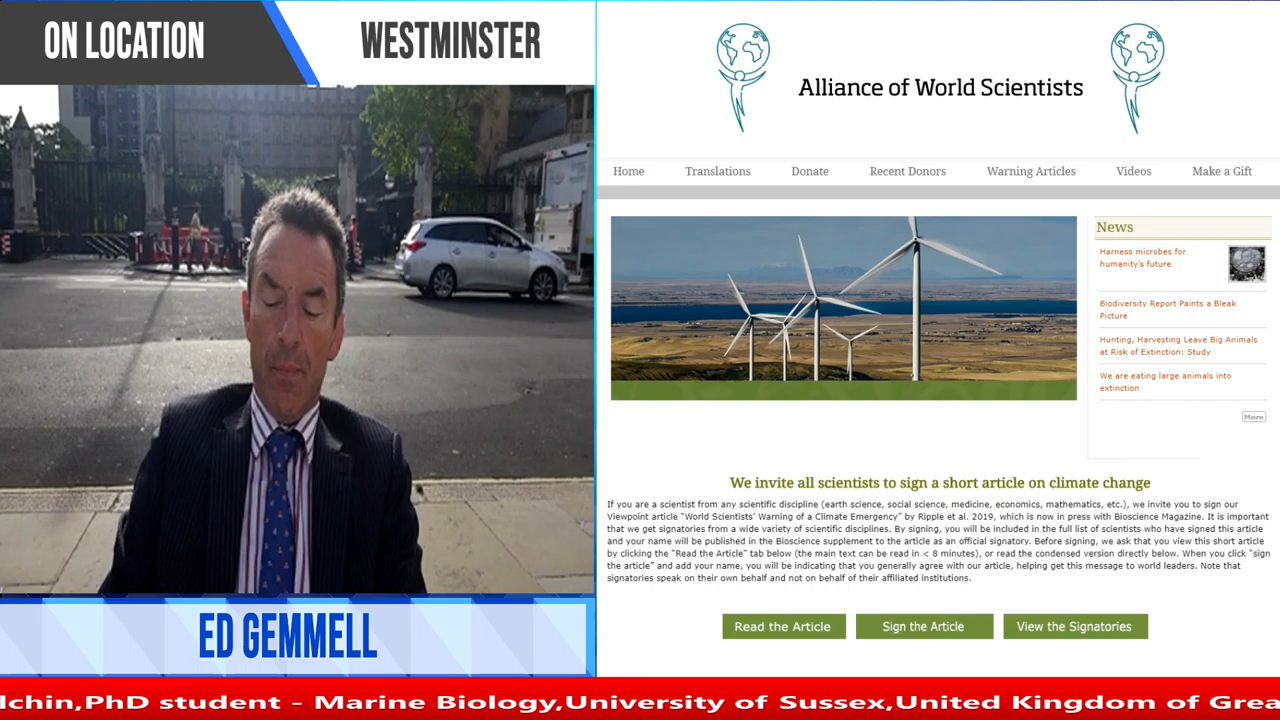 ON LOCATION
WESTMINSTER
Alliance of World Scientists
Home
Translations
Donate
Recent Donors
Warning Articles
Videos
Make a Gift
News
Harness microbes for
humanity's future
Biodiversity Report Paints a Bleak
Picture
Hunting, Harvesting Leave Big Animals
at Risk of Extinction: Study
We are eating large animals into
extinction
More
We invite all scientists to sign a short article on climate change
If you are a scientist from any scientific discipline (earth science, social science, medicine, economics, mathematics, etc.), we invite you to sign our
Viewpoint article "World Scientists' Warning of a Climate Emergency" by Ripple et al. 2019, which is now in press with Bioscience Magazine. It is important
that we get signatories from a wide variety of scientific disciplines. By signing, you will be included in the full list of scientists who have signed this article
and your name will be published in the Bioscience supplement to the article as an official signatory. Before signing, we ask that you view this short article
by clicking the "Read the Article" tab below (the main text can be read in < 8 minutes), or read the condensed version directly below. When you click "sign
the article" and add your name, you will be indicating that you generally agree with our article, helping get this message to world leaders. Note that
signatories speak on their own behalf and not on behalf of their affiliated institutions.
Read the Article
Sign the Article
View the Signatories
ED GEMMELL
lchin,PhD student - Marine Biology,University of Sussex,United Kingdom of Grea